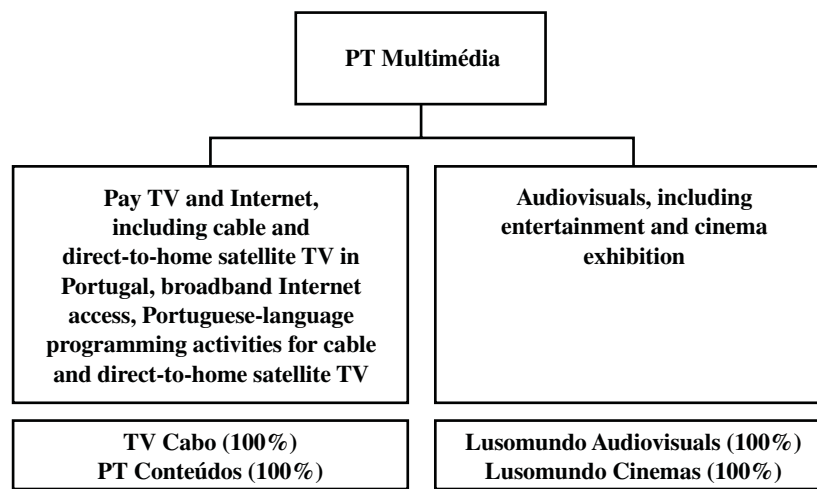 PT Multimédia
Pay TV and Internet,
including cable and
direct-to-home satellite TV in
Portugal, broadband Internet
access, Portuguese-language
programming activities for cable
and direct-to-home satellite TV
TV Cabo (100%)
PT Conteúdos (100%)
Audiovisuals, including
entertainment and cinema
exhibition
Lusomundo Audiovisuals (100%)
Lusomundo Cinemas (100%)